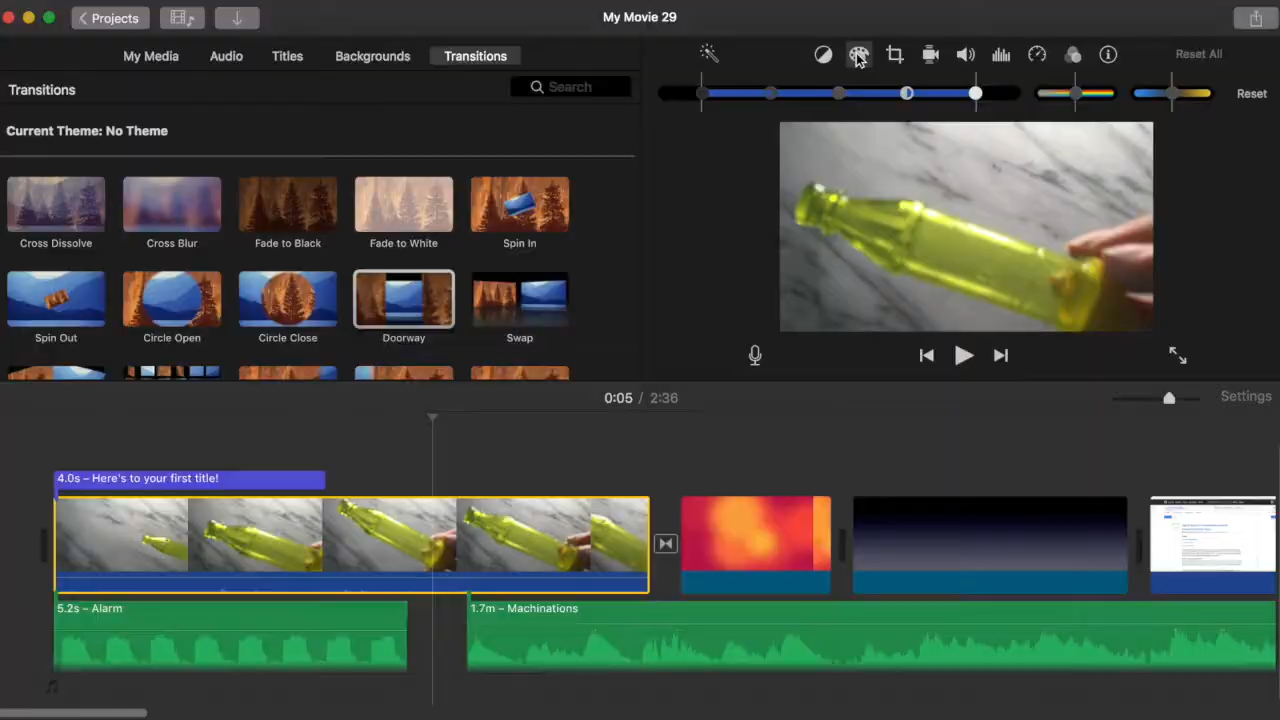 Projects
My Movie 29
My Media
Audio
Titles
Backgrounds
Transitions
Reset All
Transitions
Search
Reset
Current Theme: No Theme
Cross Dissolve
Cross Blur
Fade to Black
Fade to White
Spin In
Spin Out
Circle Open
Circle Close
Doorway
Swap
0:05 / 2:36
Settings
4.0s – Here's to your first title!
5.2s – Alarm
1.7m – Machinations